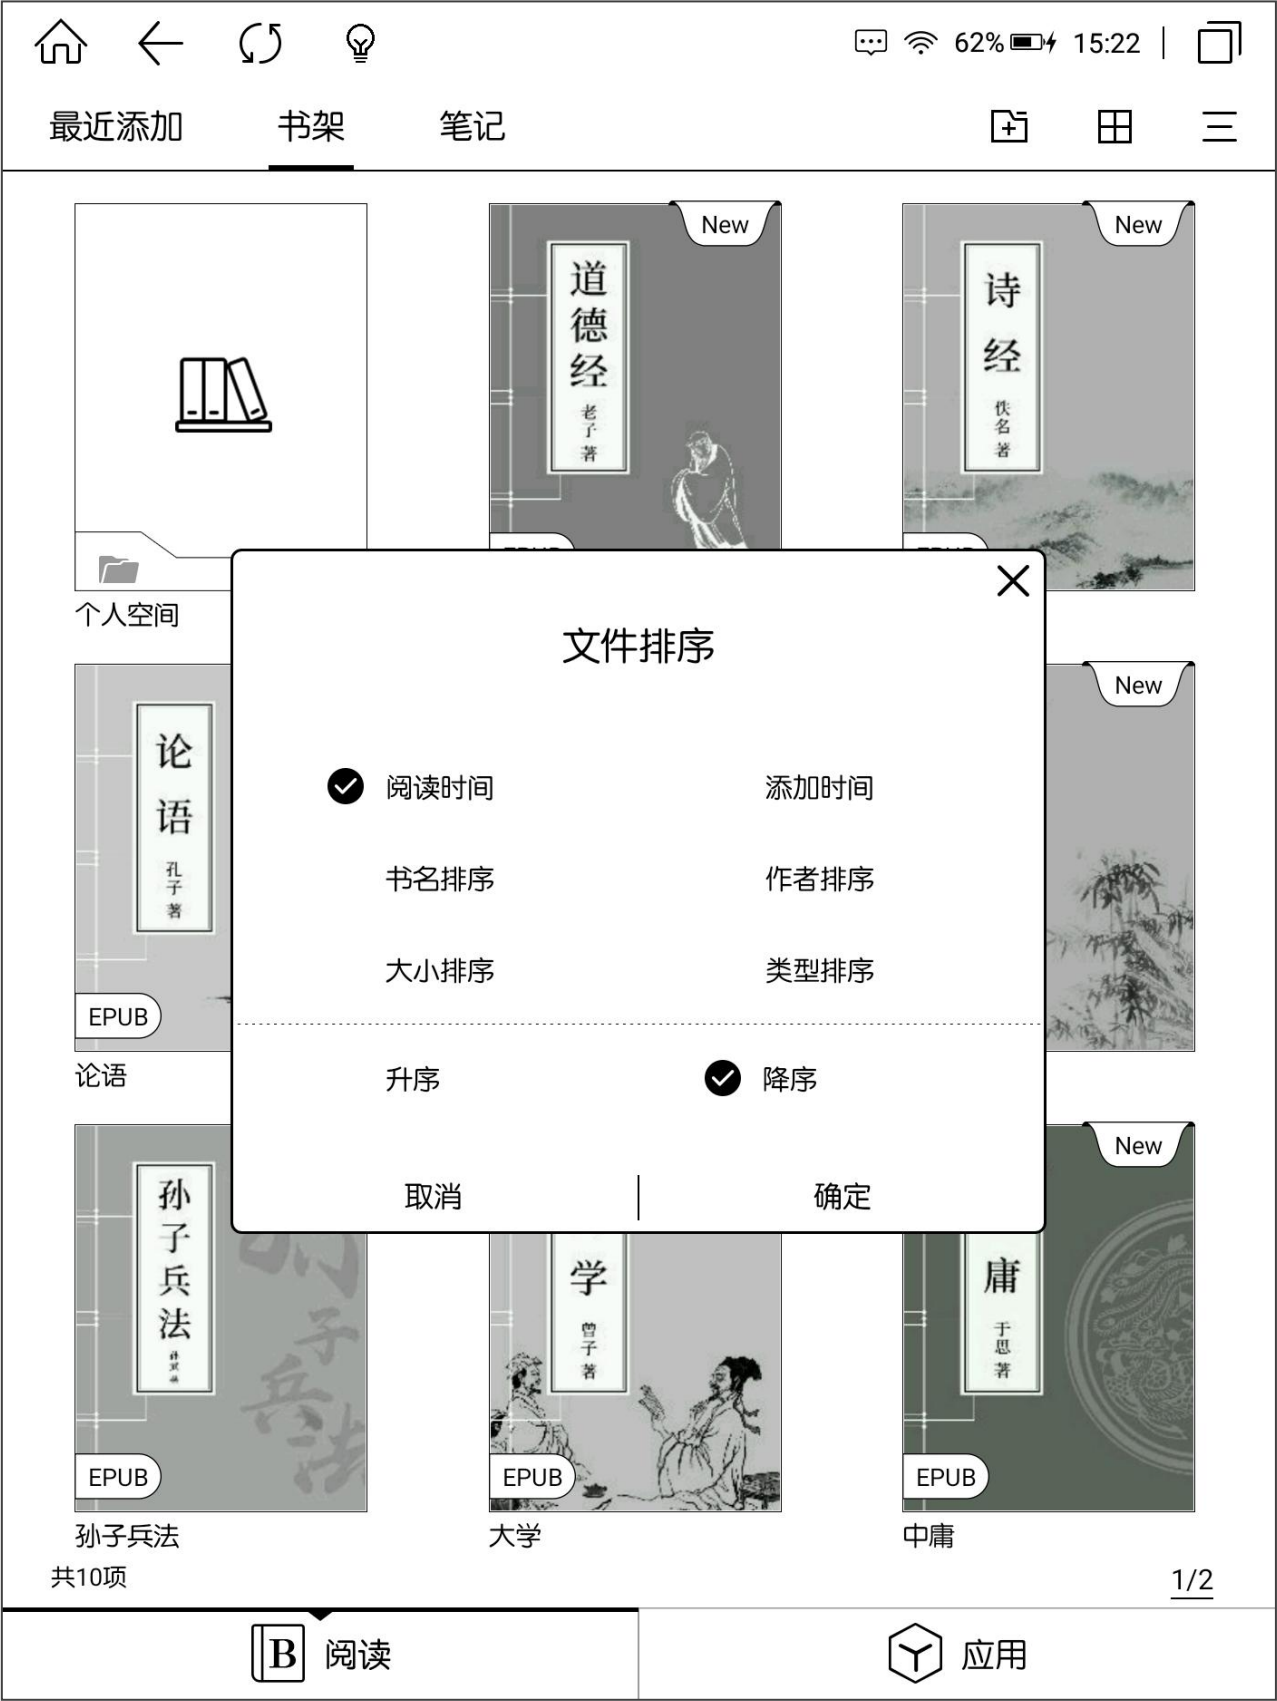 62% 15:22
最近添加 书架 笔记
New
New
道德经
老子著
诗经
佚名著
个人空间
文件排序
阅读时间 添加时间
书名排序 作者排序
大小排序 类型排序
升序 降序
取消 确定
New
论语
孔子著
EPUB
论语
New
孙子兵法
EPUB
孙子兵法
学
曾子著
EPUB
大学
庸
于思著
EPUB
中庸
共10项 1/2
B 阅读 应用